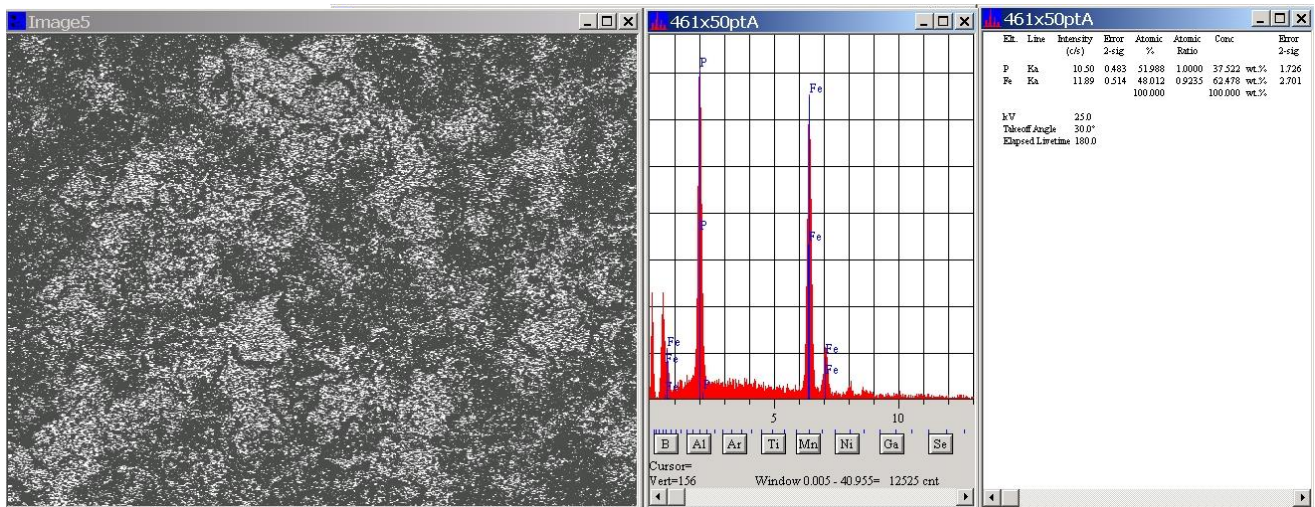 Image5
461x50ptA
P
Fe
P
Fe
Fe
Fe
Fe
Fe
Fe
P
5 10
B Al Ar Ti Mn Ni Ga Se
Cursor=
Vert=156 Window 0.005 - 40.955= 12525 cnt
461x50ptA
Elt. Line Intensity Error Atomic Atomic Conc Error
(c/s) 2-sig % Ratio 2-sig
P Ka 10.50 0.483 51.988 1.0000 37.522 wt.% 1.726
Fe Ka 11.89 0.514 48.012 0.9235 62.478 wt.% 2.701
100.000 100.000 wt.%
kV 25.0
Takeoff Angle 30.0°
Elapsed Livetime 180.0